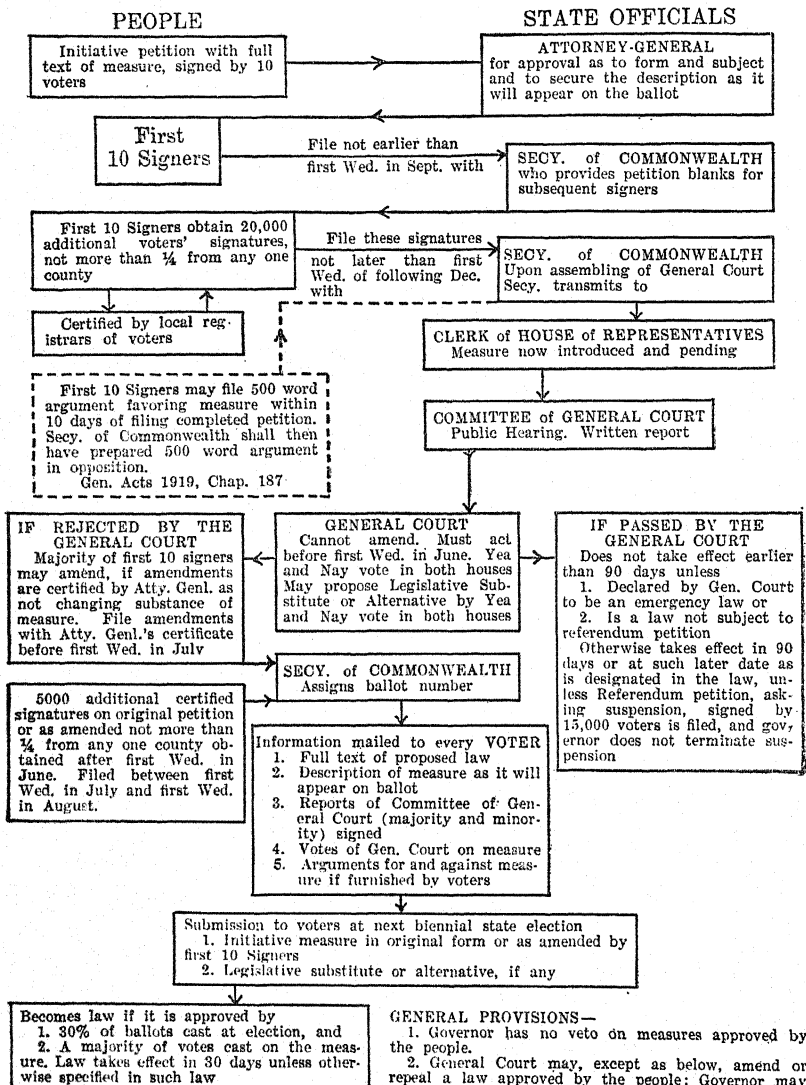 PEOPLE
STATE OFFICIALS
Initiative petition with full
text of measure, signed by 10
voters
ATTORNEY-GENERAL
for approval as to form and subject
and to secure the description as it
will appear on the ballot
First
10 Signers
File not earlier than
first Wed. in Sept. with
SECY. of COMMONWEALTH
who provides petition blanks for
subsequent signers
First 10 Signers obtain 20,000
additional voters' signatures,
not more than ¼ from any one
county
File these signatures
not later than first
Wed. of following Dec.
with
SECY. of COMMONWEALTH
Upon assembling of General Court
Secy. transmits to
Certified by local reg-
istrars of voters
CLERK of HOUSE of REPRESENTATIVES
Measure now introduced and pending
First 10 Signers may file 500 word
argument favoring measure within
10 days of filing completed petition.
Secy. of Commonwealth shall then
have prepared 500 word argument
in opposition.
Gen. Acts 1919, Chap. 187
COMMITTEE of GENERAL COURT
Public Hearing. Written report
IF REJECTED BY THE
GENERAL COURT
Majority of first 10 signers
may amend, if amendments
are certified by Atty. Genl. as
not changing substance of
measure. File amendments
with Atty. Genl.'s certificate
before first Wed. in July
GENERAL COURT
Cannot amend. Must act
before first Wed. in June. Yea
and Nay vote in both houses
May propose Legislative Sub-
stitute or Alternative by Yea
and Nay vote in both houses
IF PASSED BY THE
GENERAL COURT
Does not take effect earlier
than 90 days unless
1. Declared by Gen. Court
to be an emergency law or
2. Is a law not subject to
referendum petition
Otherwise takes effect in 90
days or at such later date as
is designated in the law, un-
less Referendum petition, ask-
ing suspension, signed by
15,000 voters is filed, and gov-
ernor does not terminate sus-
pension
SECY. of COMMONWEALTH
Assigns ballot number
5000 additional certified
signatures on original petition
or as amended not more than
¼ from any one county ob-
tained after first Wed. in
June. Filed between first
Wed. in July and first Wed.
in August.
Information mailed to every VOTER
1. Full text of proposed law
2. Description of measure as it will
appear on ballot
3. Reports of Committee of Gen-
eral Court (majority and minor-
ity) signed
4. Votes of Gen. Court on measure
5. Arguments for and against meas-
ure if furnished by voters
Submission to voters at next biennial state election
1. Initiative measure in original form or as amended by
first 10 Signers
2. Legislative substitute or alternative, if any
Becomes law if it is approved by
1. 30% of ballots cast at election, and
2. A majority of votes cast on the meas-
ure. Law takes effect in 30 days unless other-
wise specified in such law
GENERAL PROVISIONS—
1. Governor has no veto on measures approved by
the people.
2. General Court may, except as below, amend or
repeal a law approved by the people; Governor may